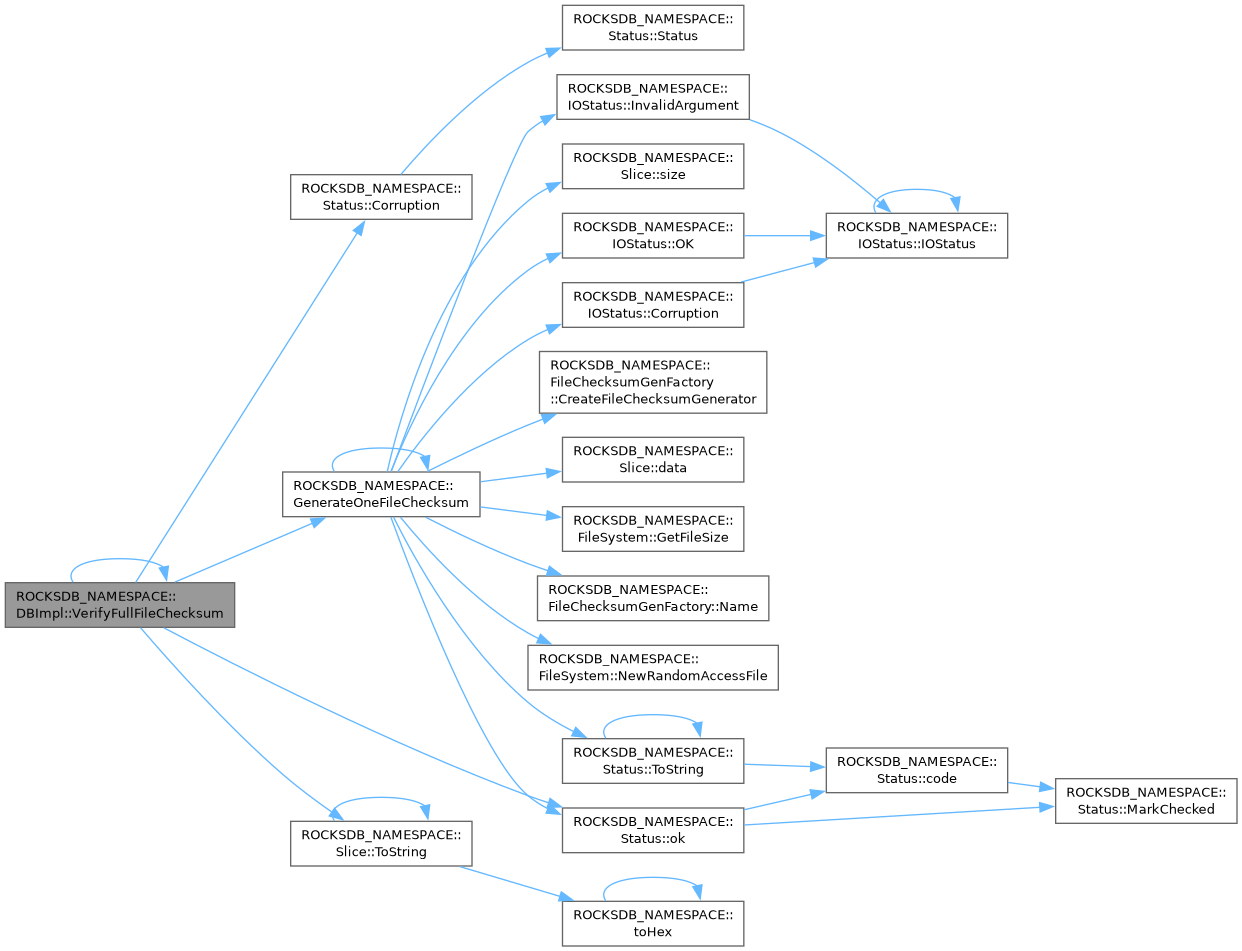 ROCKSDB_NAMESPACE::
DBImpl::VerifyFullFileChecksum
ROCKSDB_NAMESPACE::
Status::Corruption
ROCKSDB_NAMESPACE::
GenerateOneFileChecksum
ROCKSDB_NAMESPACE::
Slice::ToString
ROCKSDB_NAMESPACE::
Status::Status
ROCKSDB_NAMESPACE::
IOStatus::InvalidArgument
ROCKSDB_NAMESPACE::
Slice::size
ROCKSDB_NAMESPACE::
IOStatus::OK
ROCKSDB_NAMESPACE::
IOStatus::Corruption
ROCKSDB_NAMESPACE::
FileChecksumGenFactory
::CreateFileChecksumGenerator
ROCKSDB_NAMESPACE::
Slice::data
ROCKSDB_NAMESPACE::
FileSystem::GetFileSize
ROCKSDB_NAMESPACE::
FileChecksumGenFactory::Name
ROCKSDB_NAMESPACE::
FileSystem::NewRandomAccessFile
ROCKSDB_NAMESPACE::
Status::ToString
ROCKSDB_NAMESPACE::
Status::ok
ROCKSDB_NAMESPACE::
toHex
ROCKSDB_NAMESPACE::
IOStatus::IOStatus
ROCKSDB_NAMESPACE::
Status::code
ROCKSDB_NAMESPACE::
Status::MarkChecked